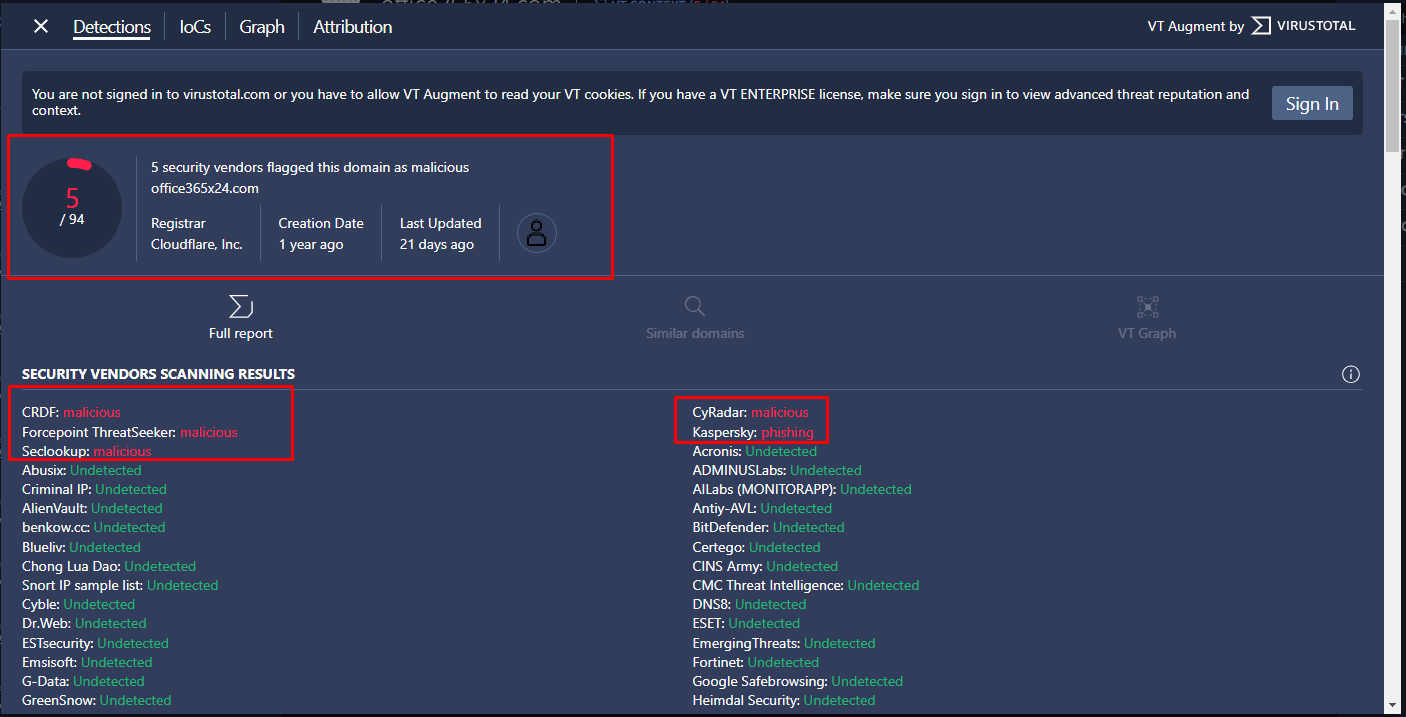 Detections IoCs Graph Attribution VT Augment by VIRUSTOTAL
You are not signed in to virustotal.com or you have to allow VT Augment to read your VT cookies. If you have a VT ENTERPRISE license, make sure you sign in to view advanced threat reputation and
context.
Sign In
5
/ 94
5 security vendors flagged this domain as malicious
office365x24.com
Registrar Creation Date Last Updated
Cloudflare, Inc. 1 year ago 21 days ago
Full report Similar domains VT Graph
SECURITY VENDORS SCANNING RESULTS
CRDF: malicious CyRadar: malicious
Forcepoint ThreatSeeker: malicious Kaspersky: phishing
Seclookup: malicious Acronis: Undetected
Abusix: Undetected ADMINUSLabs: Undetected
Criminal IP: Undetected AILabs (MONITORAPP): Undetected
AlienVault: Undetected Antiy-AVL: Undetected
benkow.cc: Undetected BitDefender: Undetected
Blueliv: Undetected Certego: Undetected
Chong Lua Dao: Undetected CINS Army: Undetected
Snort IP sample list: Undetected CMC Threat Intelligence: Undetected
Cyble: Undetected DNS8: Undetected
Dr.Web: Undetected ESET: Undetected
ESTsecurity: Undetected EmergingThreats: Undetected
Emsisoft: Undetected Fortinet: Undetected
G-Data: Undetected Google Safebrowsing: Undetected
GreenSnow: Undetected Heimdal Security: Undetected